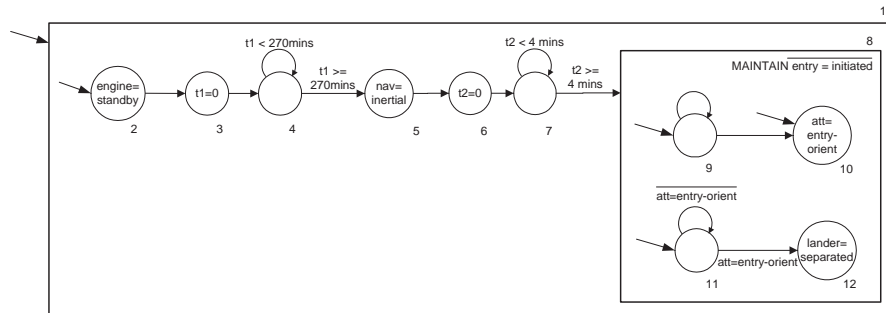 1
8
t1 < 270mins
t2 < 4 mins
MAINTAIN entry = initiated
engine=
standby
t1=0
t1 >=
270mins
nav=
inertial
t2=0
t2 >=
4 mins
2
3
4
5
6
7
att=
entry-
orient
9
10
att=entry-orient
att=entry-orient
lander=
separated
11
12